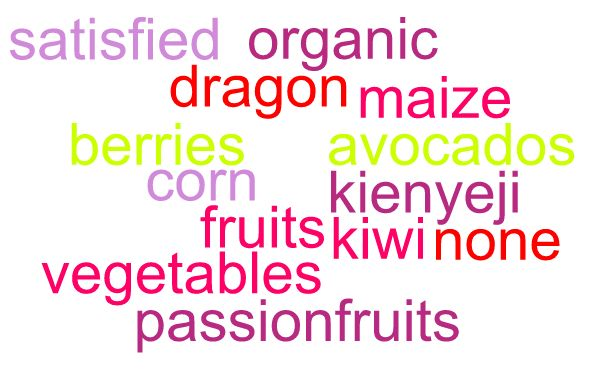 satisfied organic
dragon maize
berries avocados
corn kienyeji
fruits kiwi none
vegetables
passionfruits